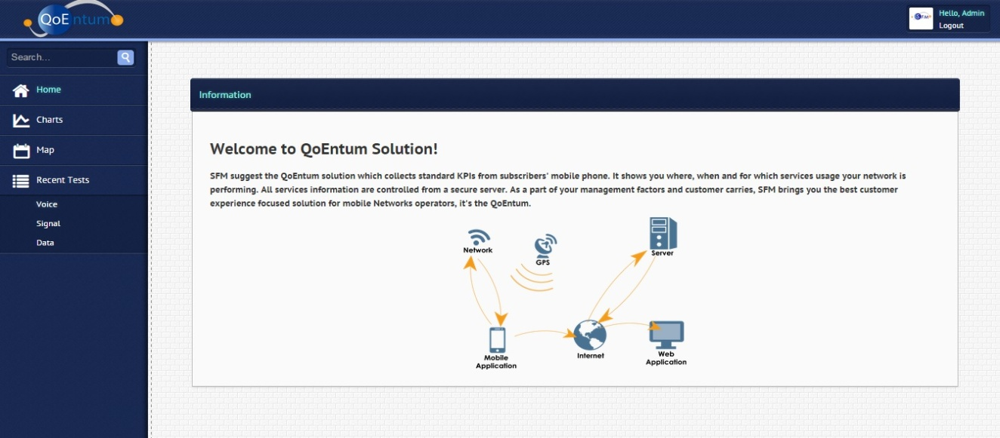 QoEntum
Hello, Admin
Logout
Search...
Home
Charts
Map
Recent Tests
Voice
Signal
Data
Information
Welcome to QoEntum Solution!
SFM suggest the QoEntum solution which collects standard KPIs from subscribers' mobile phone. It shows you where, when and for which services usage your network is
performing. All services information are controlled from a secure server. As a part of your management factors and customer carries, SFM brings you the best customer
experience focused solution for mobile Networks operators, it's the QoEntum.
Network
GPS
Server
Mobile
Application
Internet
Web
Application